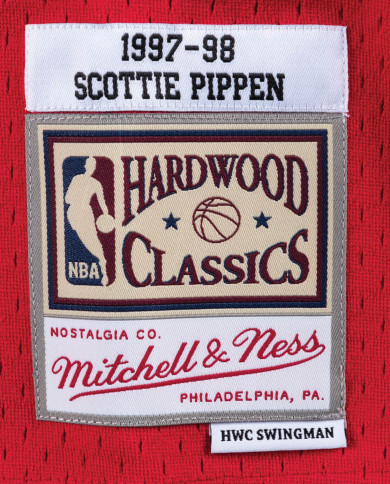 1997-98
SCOTTIE PIPPEN
HARDWOOD
CLASSICS
NBA
NOSTALGIA CO.
Mitchell & Ness
PHILADELPHIA, PA.
HWC SWINGMAN